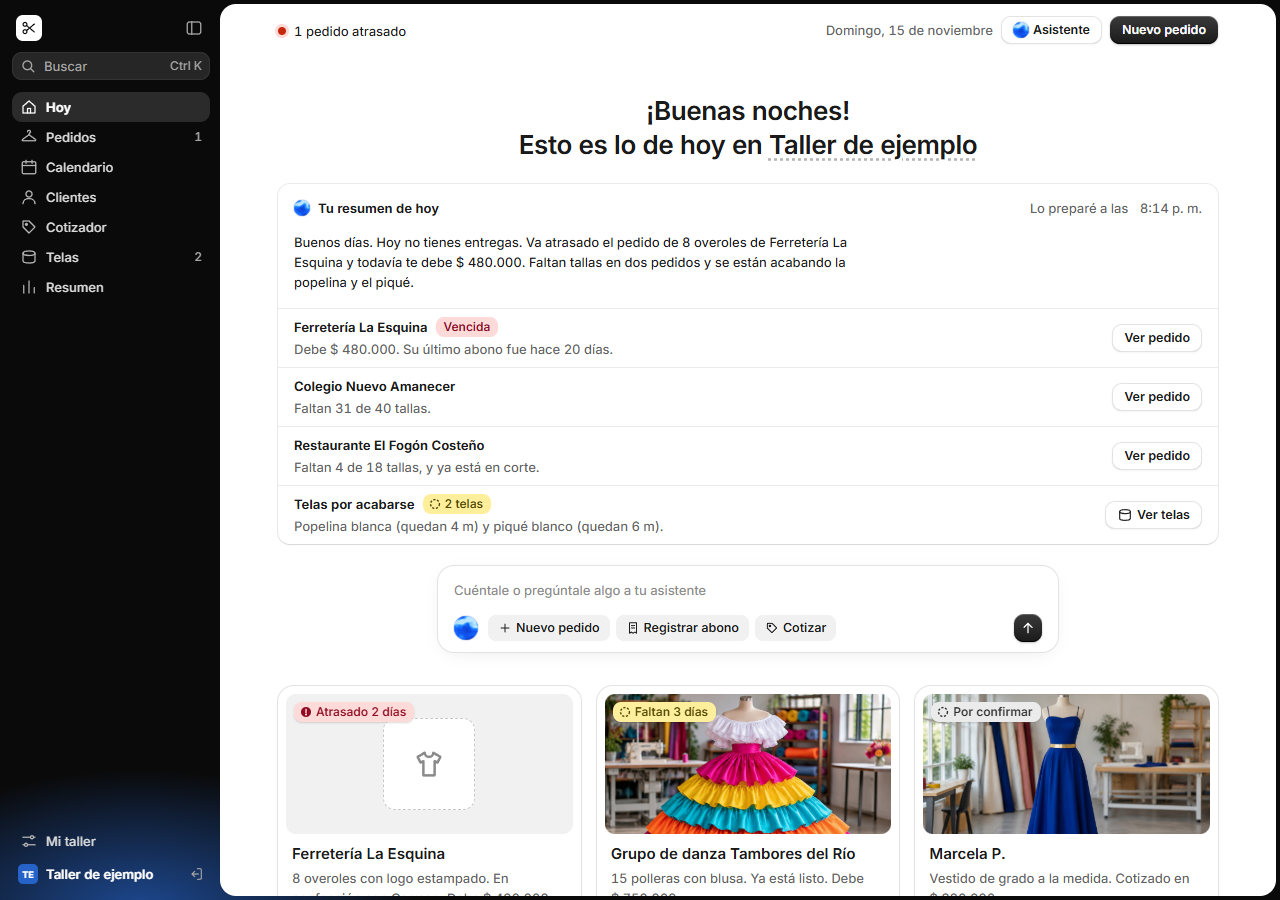 Buscar Ctrl K
Hoy
Pedidos 1
Calendario
Clientes
Cotizador
Telas 2
Resumen
Mi taller
TE Taller de ejemplo
1 pedido atrasado
Domingo, 15 de noviembre
Asistente
Nuevo pedido
¡Buenas noches!
Esto es lo de hoy en Taller de ejemplo
Tu resumen de hoy
Lo preparé a las 8:14 p. m.
Buenos días. Hoy no tienes entregas. Va atrasado el pedido de 8 overoles de Ferretería La
Esquina y todavía te debe $ 480.000. Faltan tallas en dos pedidos y se están acabando la
popelina y el piqué.
Ferretería La Esquina Vencida
Debe $ 480.000. Su último abono fue hace 20 días.
Ver pedido
Colegio Nuevo Amanecer
Faltan 31 de 40 tallas.
Ver pedido
Restaurante El Fogón Costeño
Faltan 4 de 18 tallas, y ya está en corte.
Ver pedido
Telas por acabarse 2 telas
Popelina blanca (quedan 4 m) y piqué blanco (quedan 6 m).
Ver telas
Cuéntale o pregúntale algo a tu asistente
Nuevo pedido
Registrar abono
Cotizar
Atrasado 2 días
Ferretería La Esquina
8 overoles con logo estampado. En
Faltan 3 días
Grupo de danza Tambores del Río
15 polleras con blusa. Ya está listo. Debe
Por confirmar
Marcela P.
Vestido de grado a la medida. Cotizado en